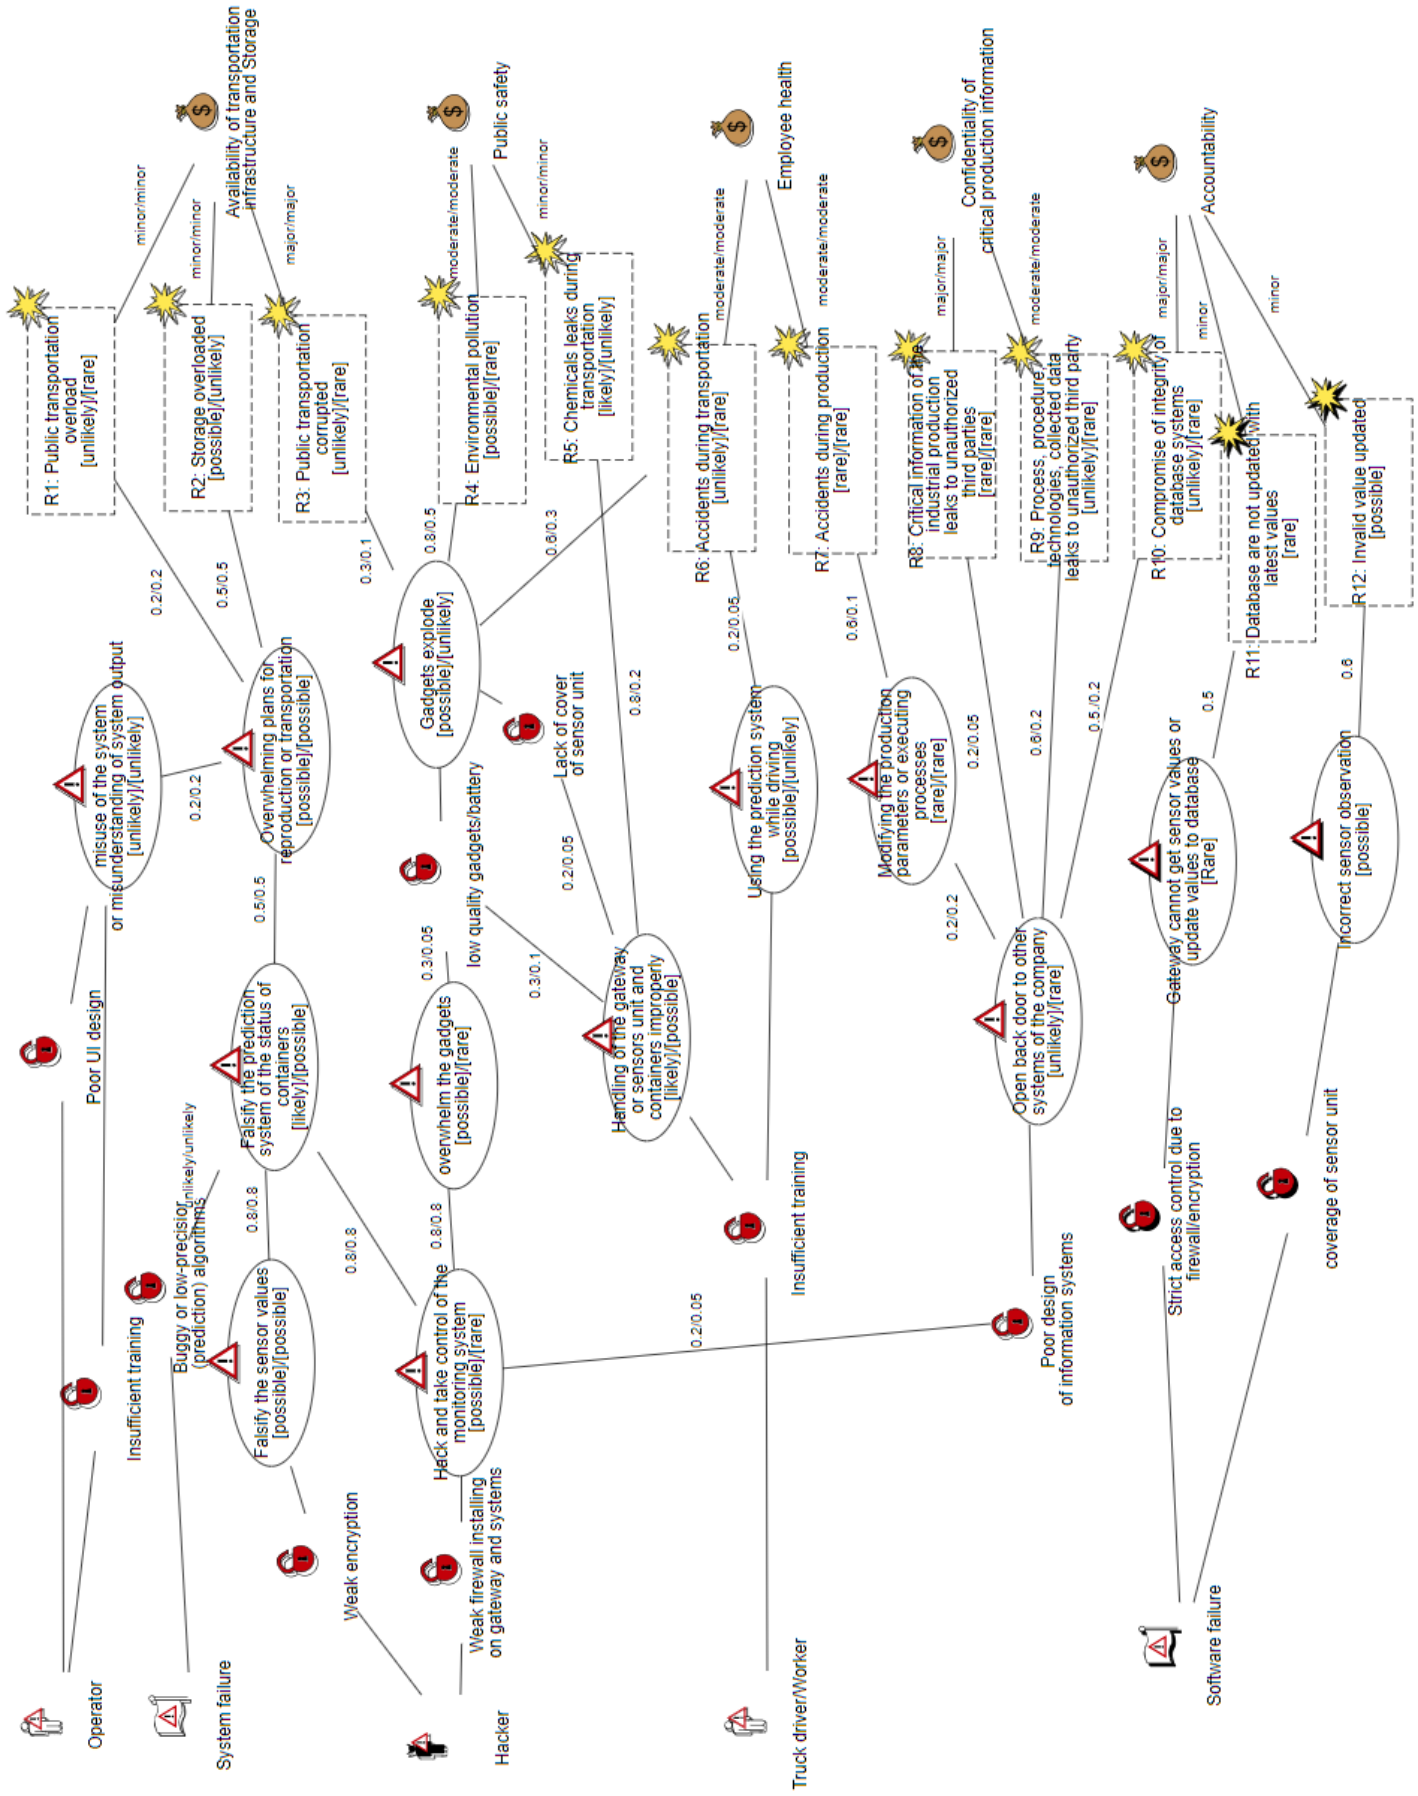 Operator
System failure
Hacker
Truck driver/Worker
Software failure
Poor UI design
Insufficient training
Buggy or low-precision
(prediction) algorithms
unlikely/unlikely
Weak encryption
Weak firewall installing
on gateway and systems
Insufficient training
Poor design
of information systems
Strict access control due to
firewall/encryption
coverage of sensor unit
misuse of the system
or misunderstanding of system output
[unlikely]/[unlikely]
Falsify the sensor values
[possible]/[possible]
Hack and take control of the
monitoring system
[possible]/[rare]
Falsify the prediction
system of the status of
containers
[likely]/[possible]
overwhelm the gadgets
[possible]/[rare]
Handling of the gateway
or sensors unit and
containers improperly
[likely]/[possible]
Open back door to other
systems of the company
[unlikely]/[rare]
Overwhelming plans for
reproduction or transportation
[possible]/[possible]
low quality gadgets/battery
Lack of cover
of sensor unit
Gadgets explode
[possible]/[unlikely]
Using the prediction system
while driving
[possible]/[unlikely]
Modifying the production
parameters or executing
processes
[rare]/[rare]
Gateway cannot get sensor values or
update values to database
[Rare]
Incorrect sensor observation
[possible]
0.8/0.8
0.8/0.8
0.8/0.8
0.2/0.05
0.5/0.5
0.2/0.2
0.3/0.05
0.3/0.1
0.2/0.05
0.2/0.2
0.2/0.2
0.5/0.5
0.3/0.1
0.8/0.5
0.6/0.3
0.8/0.2
0.2/0.05
0.6/0.1
0.2/0.05
0.6/0.2
0.5./0.2
0.5
0.6
R1: Public transportation
overload
[unlikely]/[rare]
R2: Storage overloaded
[possible]/[unlikely]
R3: Public transportation
corrupted
[unlikely]/[rare]
R4: Environmental pollution
[possible]/[rare]
R5: Chemicals leaks during
transportation
[likely]/[unlikely]
R6: Accidents during transportation
[unlikely]/[rare]
R7: Accidents during production
[rare]/[rare]
R8: Critical information of the
industrial production
leaks to unauthorized
third parties
[rare]/[rare]
R9: Process, procedure,
technologies, collected data
leaks to unauthorized third party
[unlikely]/[rare]
R10: Compromise of integrity of
database systems
[unlikely]/[rare]
R11: Database are not updated with
latest values
[rare]
R12: Invalid value updated
[possible]
minor/minor
minor/minor
major/major
moderate/moderate
minor/minor
moderate/moderate
moderate/moderate
major/major
moderate/moderate
major/major
minor
minor
Availability of transportation
infrastructure and Storage
Public safety
Employee health
Confidentiality of
critical production information
Accountability